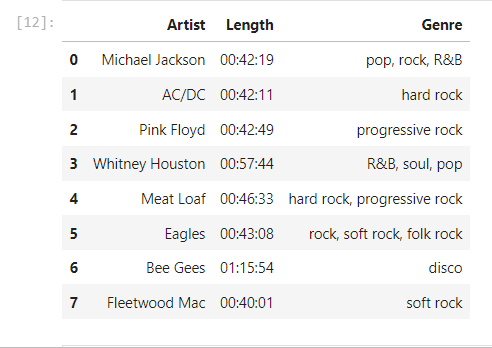 [12]:
Artist Length Genre
0 Michael Jackson 00:42:19 pop, rock, R&B
1 AC/DC 00:42:11 hard rock
2 Pink Floyd 00:42:49 progressive rock
3 Whitney Houston 00:57:44 R&B, soul, pop
4 Meat Loaf 00:46:33 hard rock, progressive rock
5 Eagles 00:43:08 rock, soft rock, folk rock
6 Bee Gees 01:15:54 disco
7 Fleetwood Mac 00:40:01 soft rock